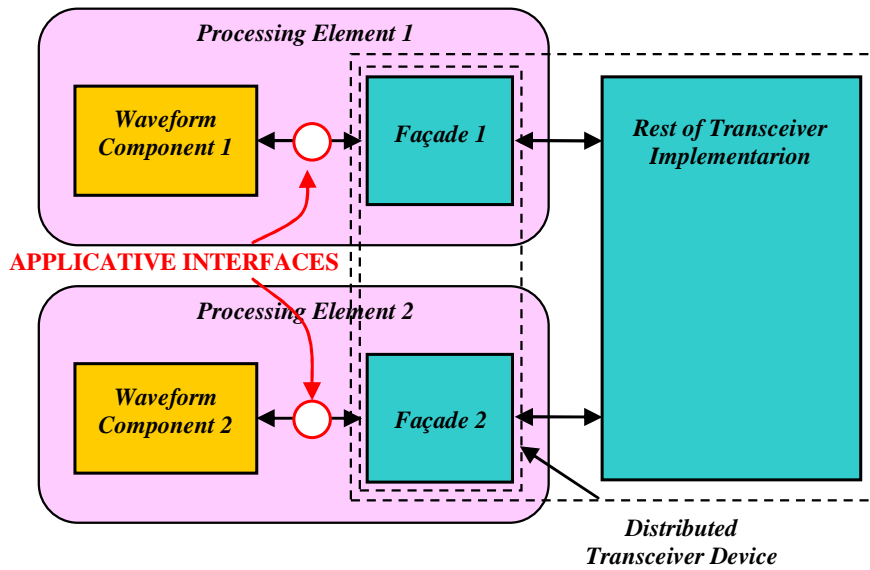 Processing Element 1
Waveform
Component 1
Façade 1
Rest of Transceiver
Implementarion
APPLICATIVE INTERFACES
Processing Element 2
Waveform
Component 2
Façade 2
Distributed
Transceiver Device